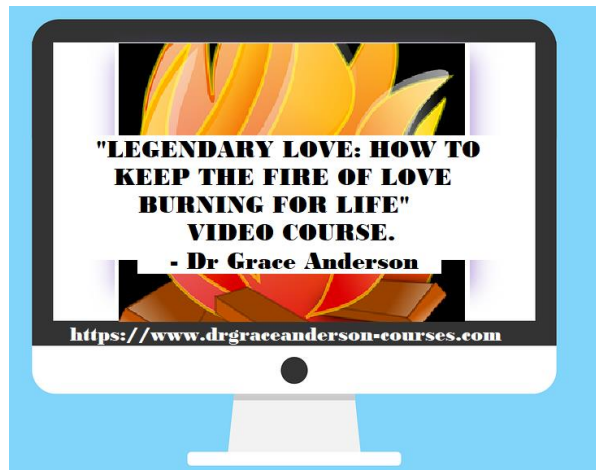 "LEGENDARY LOVE: HOW TO
KEEP THE FIRE OF LOVE
BURNING FOR LIFE"
VIDEO COURSE.
- Dr Grace Anderson
https://www.drgraceanderson-courses.com